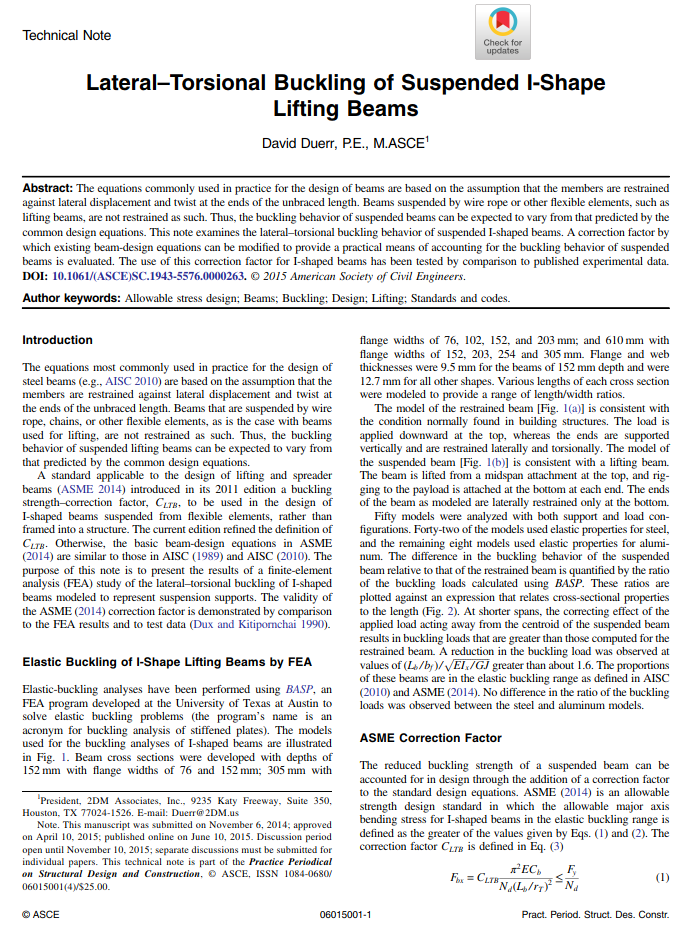 Technical Note
Check for
updates
Lateral–Torsional Buckling of Suspended I-Shape
Lifting Beams
David Duerr, P.E., M.ASCE1
Abstract: The equations commonly used in practice for the design of beams are based on the assumption that the members are restrained
against lateral displacement and twist at the ends of the unbraced length. Beams suspended by wire rope or other flexible elements, such as
lifting beams, are not restrained as such. Thus, the buckling behavior of suspended beams can be expected to vary from that predicted by the
common design equations. This note examines the lateral–torsional buckling behavior of suspended I-shaped beams. A correction factor by
which existing beam-design equations can be modified to provide a practical means of accounting for the buckling behavior of suspended
beams is evaluated. The use of this correction factor for I-shaped beams has been tested by comparison to published experimental data.
DOI: 10.1061/(ASCE)SC.1943-5576.0000263. © 2015 American Society of Civil Engineers.
Author keywords: Allowable stress design; Beams; Buckling; Design; Lifting; Standards and codes.
Introduction
The equations most commonly used in practice for the design of
steel beams (e.g., AISC 2010) are based on the assumption that the
members are restrained against lateral displacement and twist at
the ends of the unbraced length. Beams that are suspended by wire
rope, chains, or other flexible elements, as is the case with beams
used for lifting, are not restrained as such. Thus, the buckling
behavior of suspended lifting beams can be expected to vary from
that predicted by the common design equations.
A standard applicable to the design of lifting and spreader
beams (ASME 2014) introduced in its 2011 edition a buckling
strength–correction factor, CLTB, to be used in the design of
I-shaped beams suspended from flexible elements, rather than
framed into a structure. The current edition refined the definition of
CLTB. Otherwise, the basic beam-design equations in ASME
(2014) are similar to those in AISC (1989) and AISC (2010). The
purpose of this note is to present the results of a finite-element
analysis (FEA) study of the lateral–torsional buckling of I-shaped
beams modeled to represent suspension supports. The validity of
the ASME (2014) correction factor is demonstrated by comparison
to the FEA results and to test data (Dux and Kitipornchai 1990).
Elastic Buckling of I-Shape Lifting Beams by FEA
Elastic-buckling analyses have been performed using BASP, an
FEA program developed at the University of Texas at Austin to
solve elastic buckling problems (the program's name is an
acronym for buckling analysis of stiffened plates). The models
used for the buckling analyses of I-shaped beams are illustrated
in Fig. 1. Beam cross sections were developed with depths of
152 mm with flange widths of 76 and 152 mm; 305 mm with
1President, 2DM Associates, Inc., 9235 Katy Freeway, Suite 350,
Houston, TX 77024-1526. E-mail: Duerr@2DM.us
Note. This manuscript was submitted on November 6, 2014; approved
on April 10, 2015; published online on June 10, 2015. Discussion period
open until November 10, 2015; separate discussions must be submitted for
individual papers. This technical note is part of the Practice Periodical
on Structural Design and Construction, © ASCE, ISSN 1084-0680/
06015001(4)/$25.00.
flange widths of 76, 102, 152, and 203 mm; and 610 mm with
flange widths of 152, 203, 254 and 305 mm. Flange and web
thicknesses were 9.5 mm for the beams of 152 mm depth and were
12.7 mm for all other shapes. Various lengths of each cross section
were modeled to provide a range of length/width ratios.
The model of the restrained beam [Fig. 1(a)] is consistent with
the condition normally found in building structures. The load is
applied downward at the top, whereas the ends are supported
vertically and are restrained laterally and torsionally. The model of
the suspended beam [Fig. 1(b)] is consistent with a lifting beam.
The beam is lifted from a midspan attachment at the top, and rig-
ging to the payload is attached at the bottom at each end. The ends
of the beam as modeled are laterally restrained only at the bottom.
Fifty models were analyzed with both support and load con-
figurations. Forty-two of the models used elastic properties for steel,
and the remaining eight models used elastic properties for alumi-
num. The difference in the buckling behavior of the suspended
beam relative to that of the restrained beam is quantified by the ratio
of the buckling loads calculated using BASP. These ratios are
plotted against an expression that relates cross-sectional properties
to the length (Fig. 2). At shorter spans, the correcting effect of the
applied load acting away from the centroid of the suspended beam
results in buckling loads that are greater than those computed for the
restrained beam. A reduction in the buckling load was observed at
values of (Lb/bf)/√EIx/GJ greater than about 1.6. The proportions
of these beams are in the elastic buckling range as defined in AISC
(2010) and ASME (2014). No difference in the ratio of the buckling
loads was observed between the steel and aluminum models.
ASME Correction Factor
The reduced buckling strength of a suspended beam can be
accounted for in design through the addition of a correction factor
to the standard design equations. ASME (2014) is an allowable
strength design standard in which the allowable major axis
bending stress for I-shaped beams in the elastic buckling range is
defined as the greater of the values given by Eqs. (1) and (2). The
correction factor CLTB is defined in Eq. (3)
Fbx = CLTB π²ECb / Nd(Lb/rT)² ≤ Fy / Nd (1)
© ASCE 06015001-1 Pract. Period. Struct. Des. Constr.